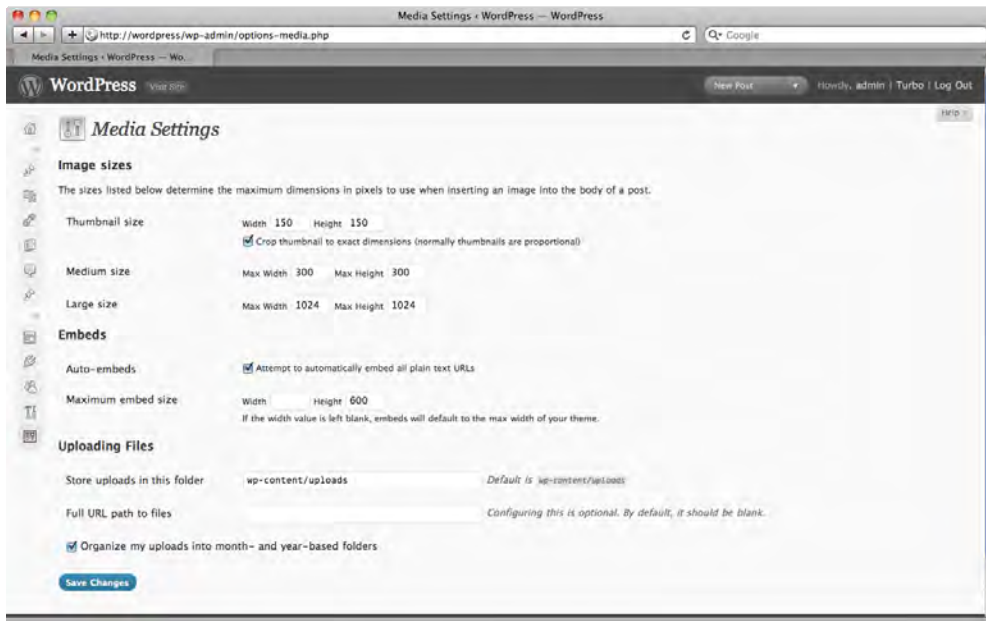 Media Settings ‹ WordPress — WordPress
http://wordpress/wp-admin/options-media.php
Google
Media Settings ‹ WordPress — Wo...
WordPress Visit Site New Post Howdy, admin | Turbo | Log Out
Help
Media Settings
Image sizes
The sizes listed below determine the maximum dimensions in pixels to use when inserting an image into the body of a post.
Thumbnail size Width 150 Height 150
Crop thumbnail to exact dimensions (normally thumbnails are proportional)
Medium size Max Width 300 Max Height 300
Large size Max Width 1024 Max Height 1024
Embeds
Auto-embeds Attempt to automatically embed all plain text URLs
Maximum embed size Width Height 600
If the width value is left blank, embeds will default to the max width of your theme.
Uploading Files
Store uploads in this folder wp-content/uploads Default is wp-content/uploads
Full URL path to files Configuring this is optional. By default, it should be blank.
Organize my uploads into month- and year-based folders
Save Changes